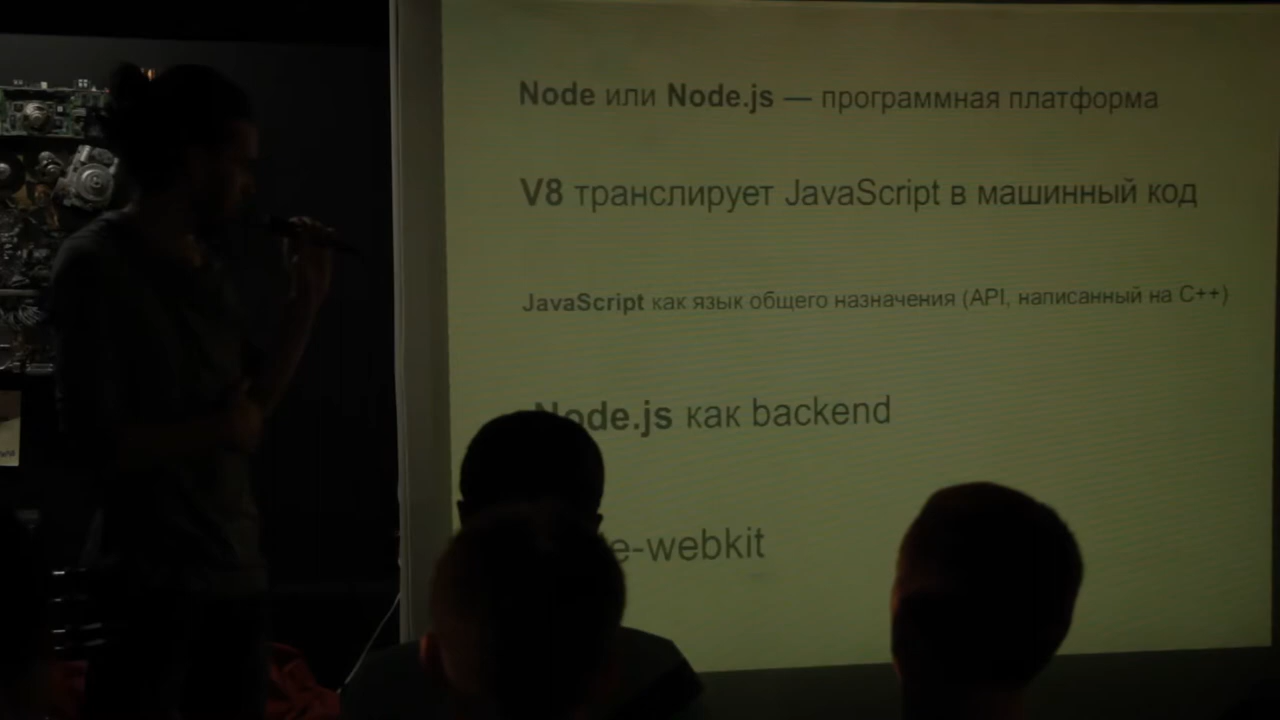 Node или Node.js — программная платформа
V8 транслирует JavaScript в машинный код
JavaScript как язык общего назначения (API, написанный на C++)
Node.js как backend
e-webkit